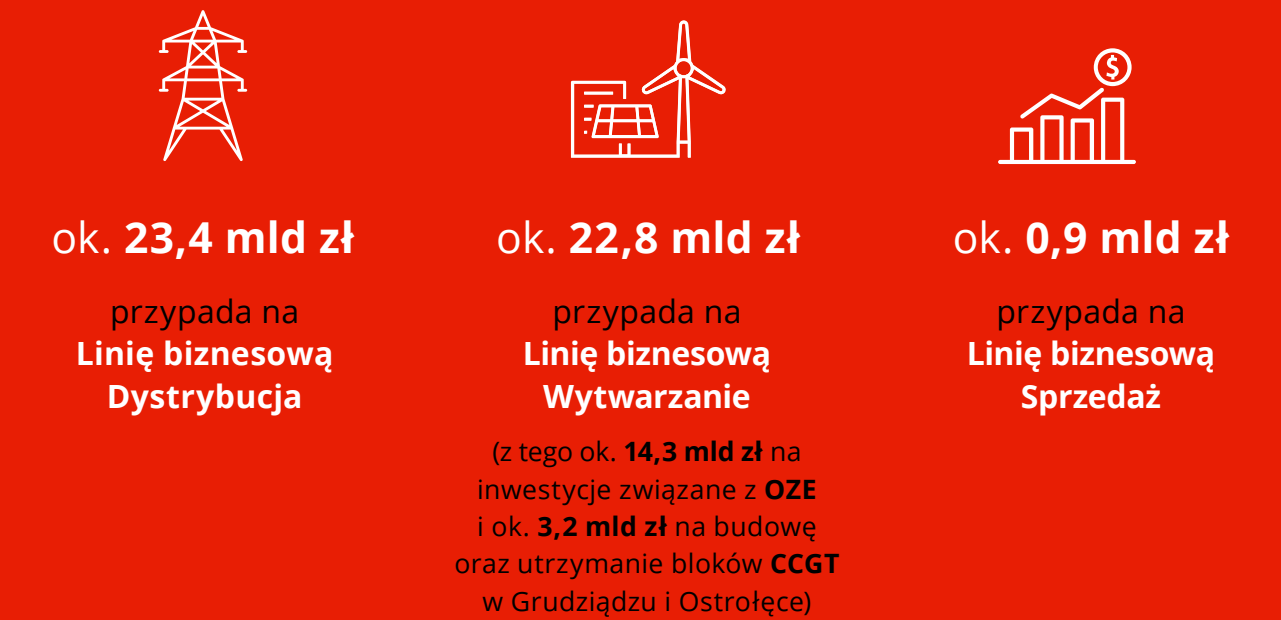 $
ok. 23,4 mld zł
przypada na
Linię biznesową
Dystrybucja
ok. 22,8 mld zł
przypada na
Linię biznesową
Wytwarzanie
(z tego ok. 14,3 mld zł na
inwestycje związane z OZE
i ok. 3,2 mld zł na budowę
oraz utrzymanie bloków CCGT
w Grudziądzu i Ostrołęce)
ok. 0,9 mld zł
przypada na
Linię biznesową
Sprzedaż